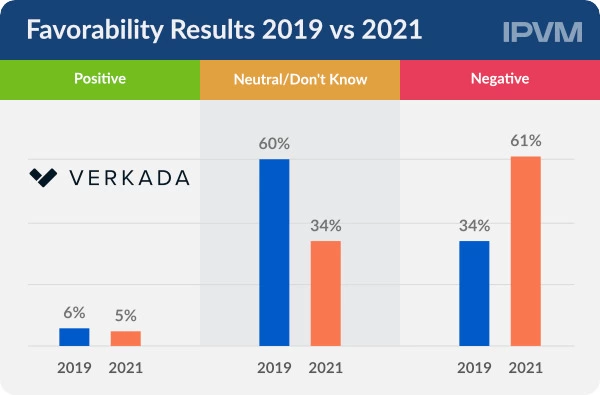 Favorability Results 2019 vs 2021
IPVM
Positive
Neutral/Don't Know
Negative
VERKADA
6%
5%
60%
34%
34%
61%
2019
2021
2019
2021
2019
2021